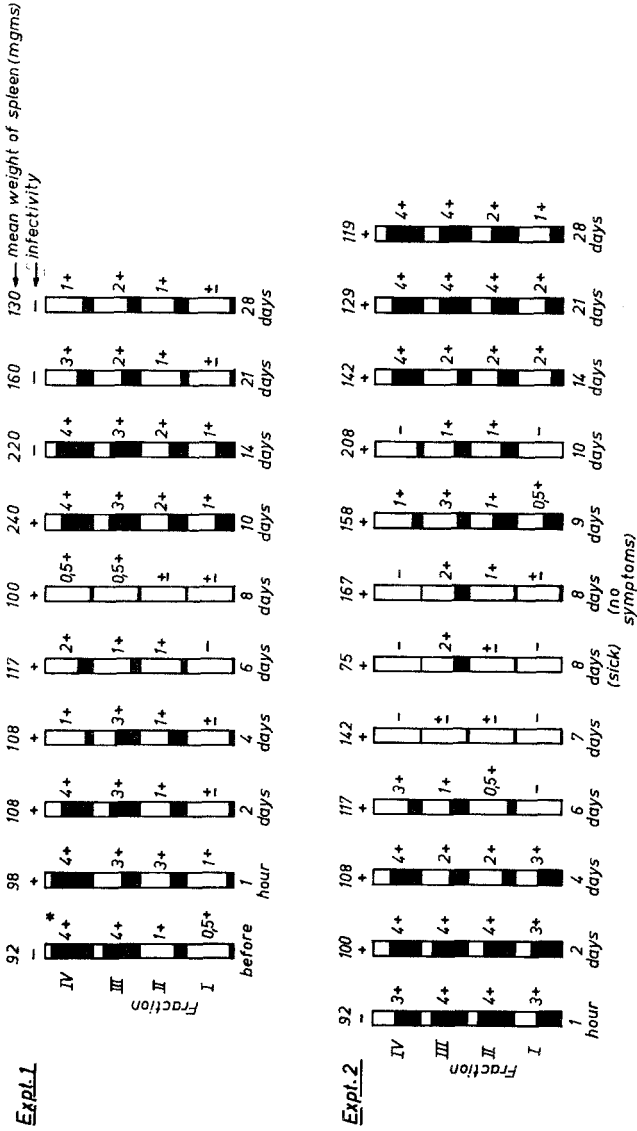 Expt. 1
92 98 108 108 117 100 240 220 160 130 ← mean weight of spleen (mgms)
− + + + + + + − − − ← infectivity
IV 4+ * 4+ 4+ 1+ 2+ 0,5+ 4+ 4+ 3+ 1+
III 4+ 3+ 3+ 3+ 1+ 0,5+ 3+ 3+ 2+ 2+
II 1+ 3+ 1+ 1+ 1+ ± 2+ 2+ 1+ 1+
I 0,5+ 1+ ± ± − ± 1+ 1+ ± ±
Fraction
before 1 2 4 6 8 10 14 21 28
hour days days days days days days days days
Expt. 2
92 100 108 117 142 75 167 158 208 142 129 119
− + + + + + + + + + + +
IV 3+ 4+ 4+ 3+ − − − 1+ − 4+ 4+ 4+
III 4+ 4+ 2+ 1+ ± 2+ 2+ 3+ 1+ 2+ 4+ 4+
II 4+ 4+ 2+ 0,5+ ± ± 1+ 1+ 1+ 2+ 4+ 2+
I 3+ 3+ 3+ − − − ± 0,5+ − 2+ 2+ 1+
Fraction
1 2 4 6 7 8 8 9 10 14 21 28
hour days days days days days days days days days days days
(sick) (no
symptoms)